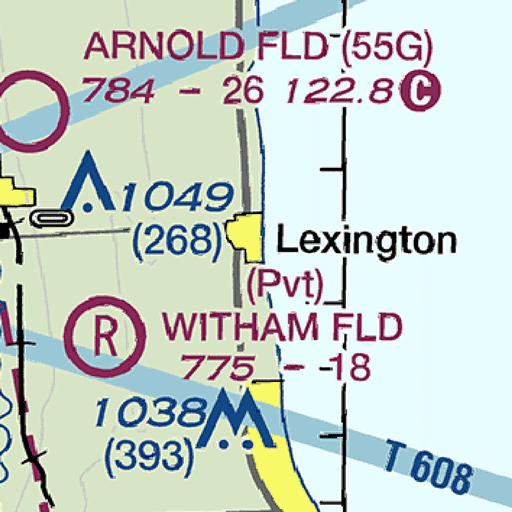 ARNOLD FLD (55G)
784 - 26 122.8 C
1049
(268)
Lexington
(Pvt)
R WITHAM FLD
775 - -18
1038
(393)
T 608